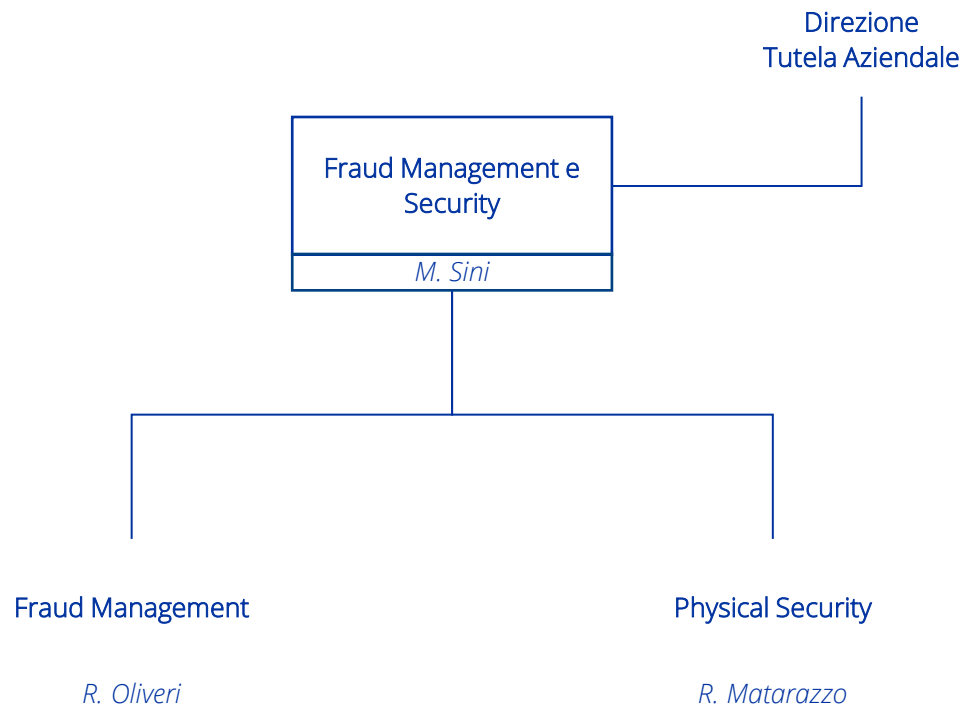 Direzione
Tutela Aziendale
Fraud Management e
Security
M. Sini
Fraud Management
Physical Security
R. Oliveri
R. Matarazzo